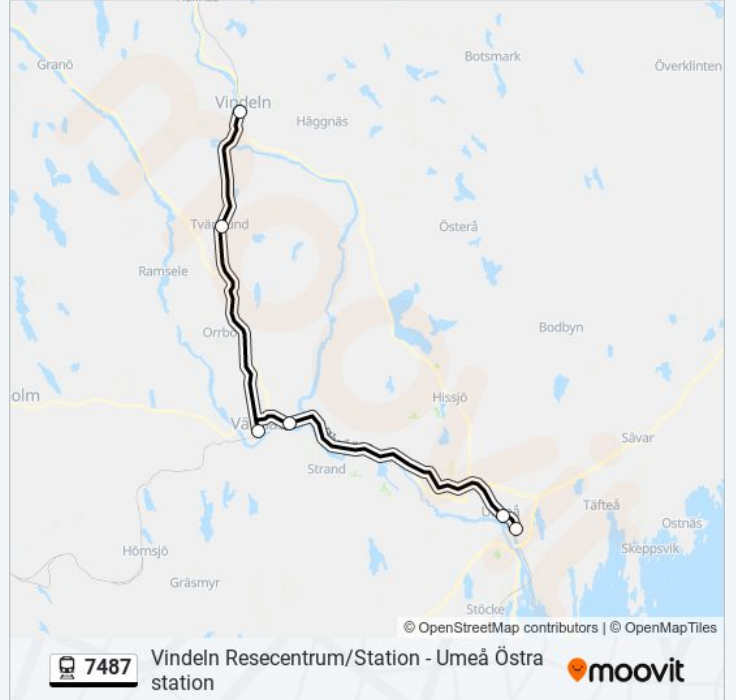 Granö
Botsmark
Överklinten
Vindeln
Häggnäs
Österå
Ramsele
Bodbyn
olm
Hissjö
Sävar
Strand
Täfteå
Ostnäs
Hömsjö
Skeppsvik
Gräsmyr
Stöcke
© OpenStreetMap contributors | © OpenMapTiles
7487
Vindeln Resecentrum/Station - Umeå Östra
station
moovit